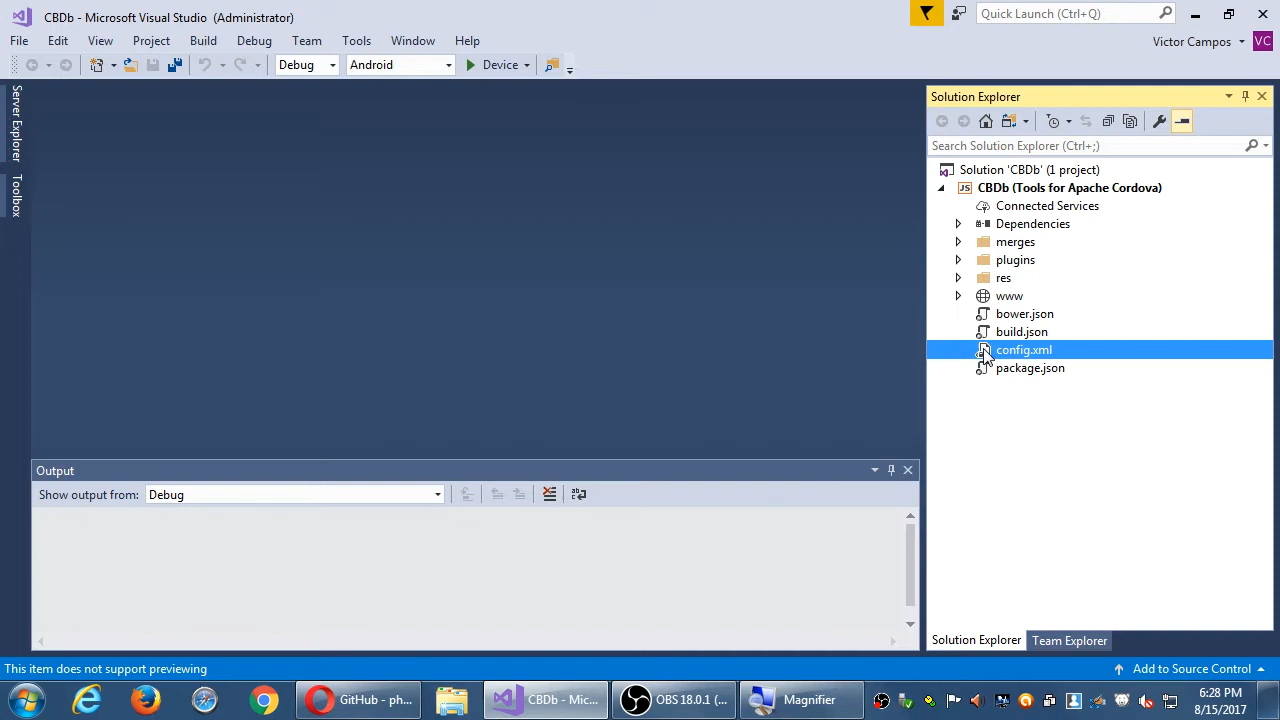 CBDb - Microsoft Visual Studio (Administrator)
Quick Launch (Ctrl+Q)
File Edit View Project Build Debug Team Tools Window Help
Victor Campos VC
Debug Android Device
Server Explorer
Toolbox
Solution Explorer
Search Solution Explorer (Ctrl+;)
Solution 'CBDb' (1 project)
JS CBDb (Tools for Apache Cordova)
Connected Services
Dependencies
merges
plugins
res
www
bower.json
build.json
config.xml
package.json
Output
Show output from: Debug
Solution Explorer Team Explorer
This item does not support previewing
Add to Source Control
GitHub - ph...
CBDb - Mic...
OBS 18.0.1 (...
Magnifier
6:28 PM
8/15/2017